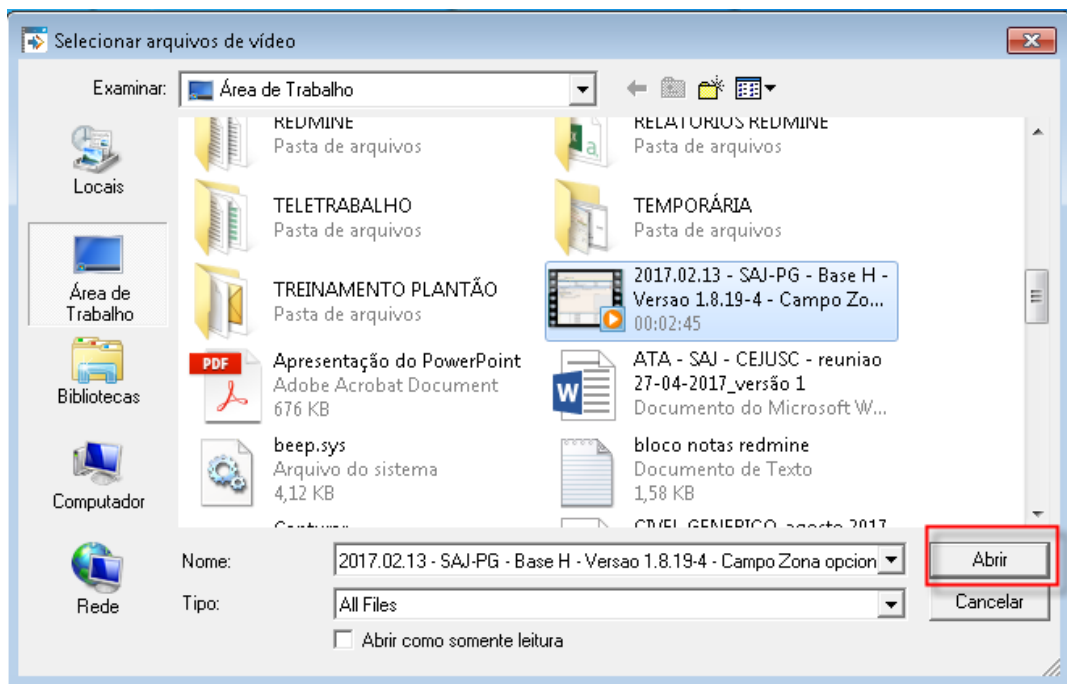 Selecionar arquivos de vídeo
Examinar:
Área de Trabalho
Locais
Área de
Trabalho
Bibliotecas
Computador
Rede
REDMINE
Pasta de arquivos
RELATORIOS REDMINE
Pasta de arquivos
TELETRABALHO
Pasta de arquivos
TEMPORÁRIA
Pasta de arquivos
TREINAMENTO PLANTÃO
Pasta de arquivos
2017.02.13 - SAJ-PG - Base H -
Versao 1.8.19-4 - Campo Zo...
00:02:45
PDF
Apresentação do PowerPoint
Adobe Acrobat Document
676 KB
ATA - SAJ - CEJUSC - reuniao
27-04-2017_versão 1
Documento do Microsoft W...
beep.sys
Arquivo do sistema
4,12 KB
bloco notas redmine
Documento de Texto
1,58 KB
CIVEL GENERICO agosto 2017
Nome:
2017.02.13 - SAJ-PG - Base H - Versao 1.8.19-4 - Campo Zona opcion
Abrir
Tipo:
All Files
Cancelar
Abrir como somente leitura